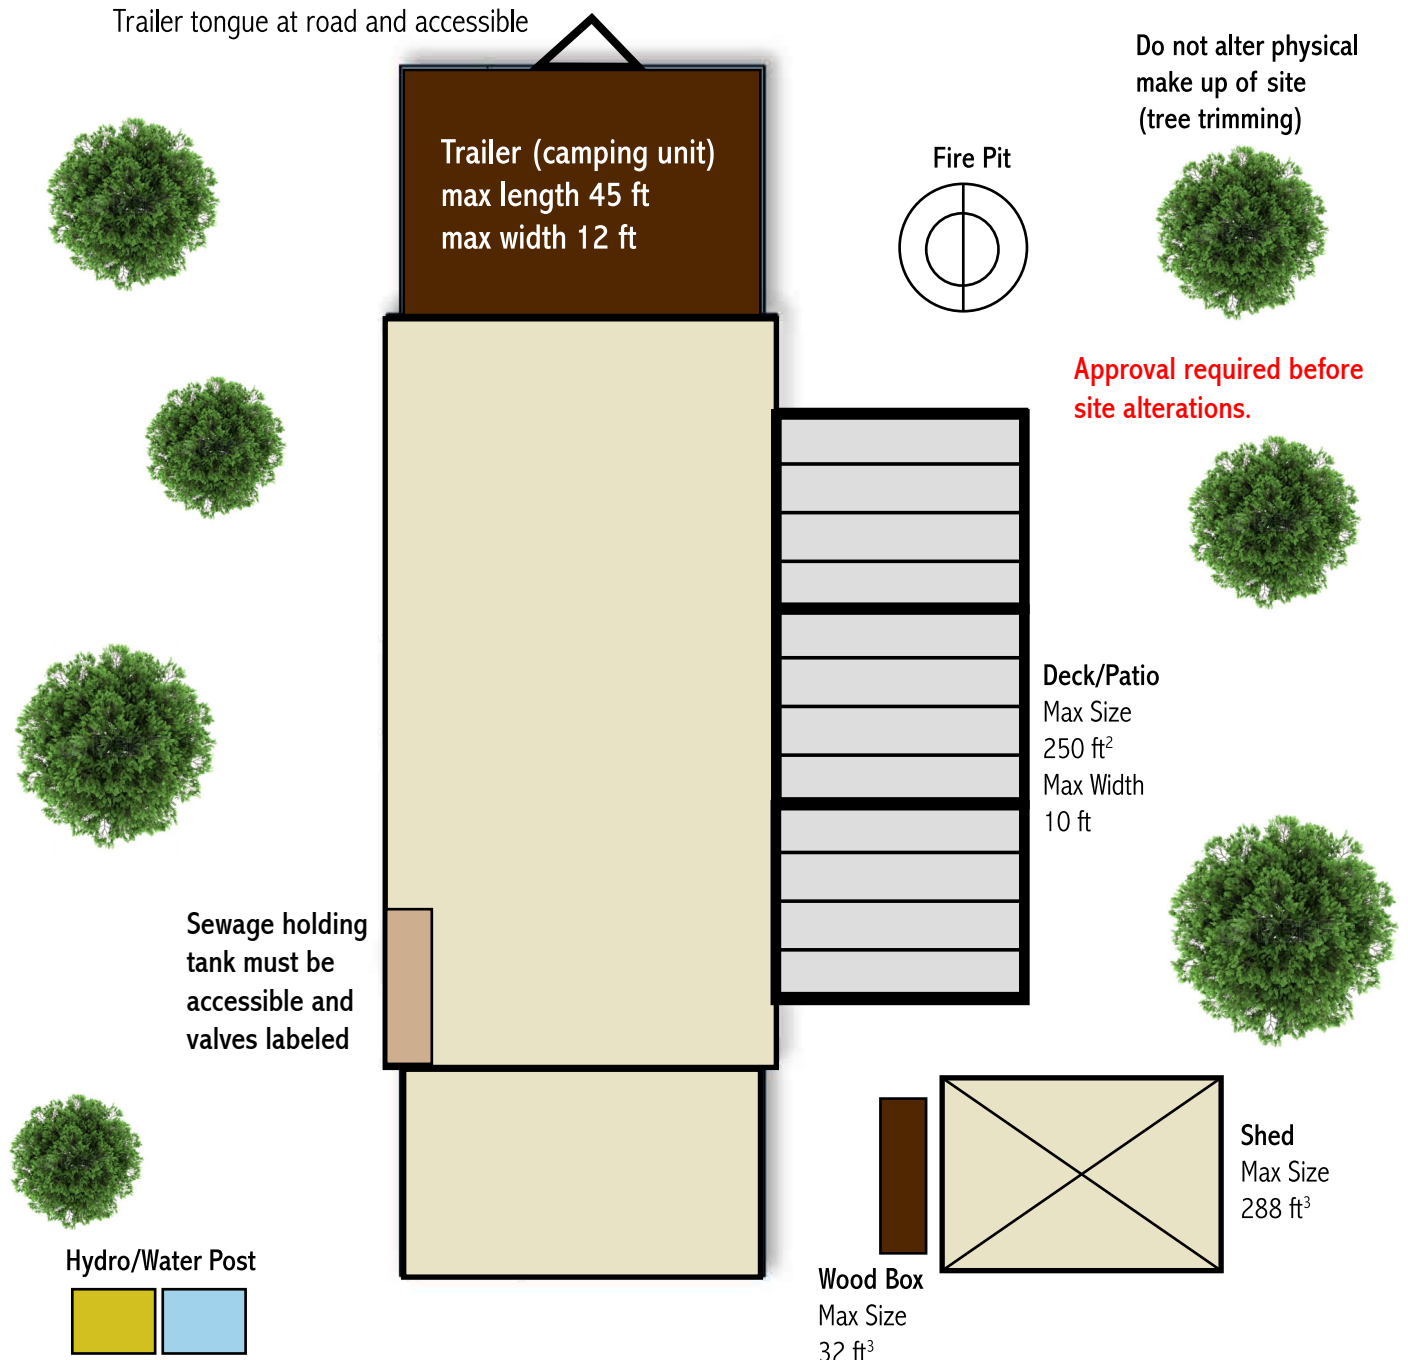 Trailer tongue at road and accessible
Do not alter physical
make up of site
(tree trimming)
Trailer (camping unit)
max length 45 ft
max width 12 ft
Fire Pit
Approval required before
site alterations.
Deck/Patio
Max Size
250 ft²
Max Width
10 ft
Sewage holding
tank must be
accessible and
valves labeled
Shed
Max Size
288 ft³
Hydro/Water Post
Wood Box
Max Size
32 ft³